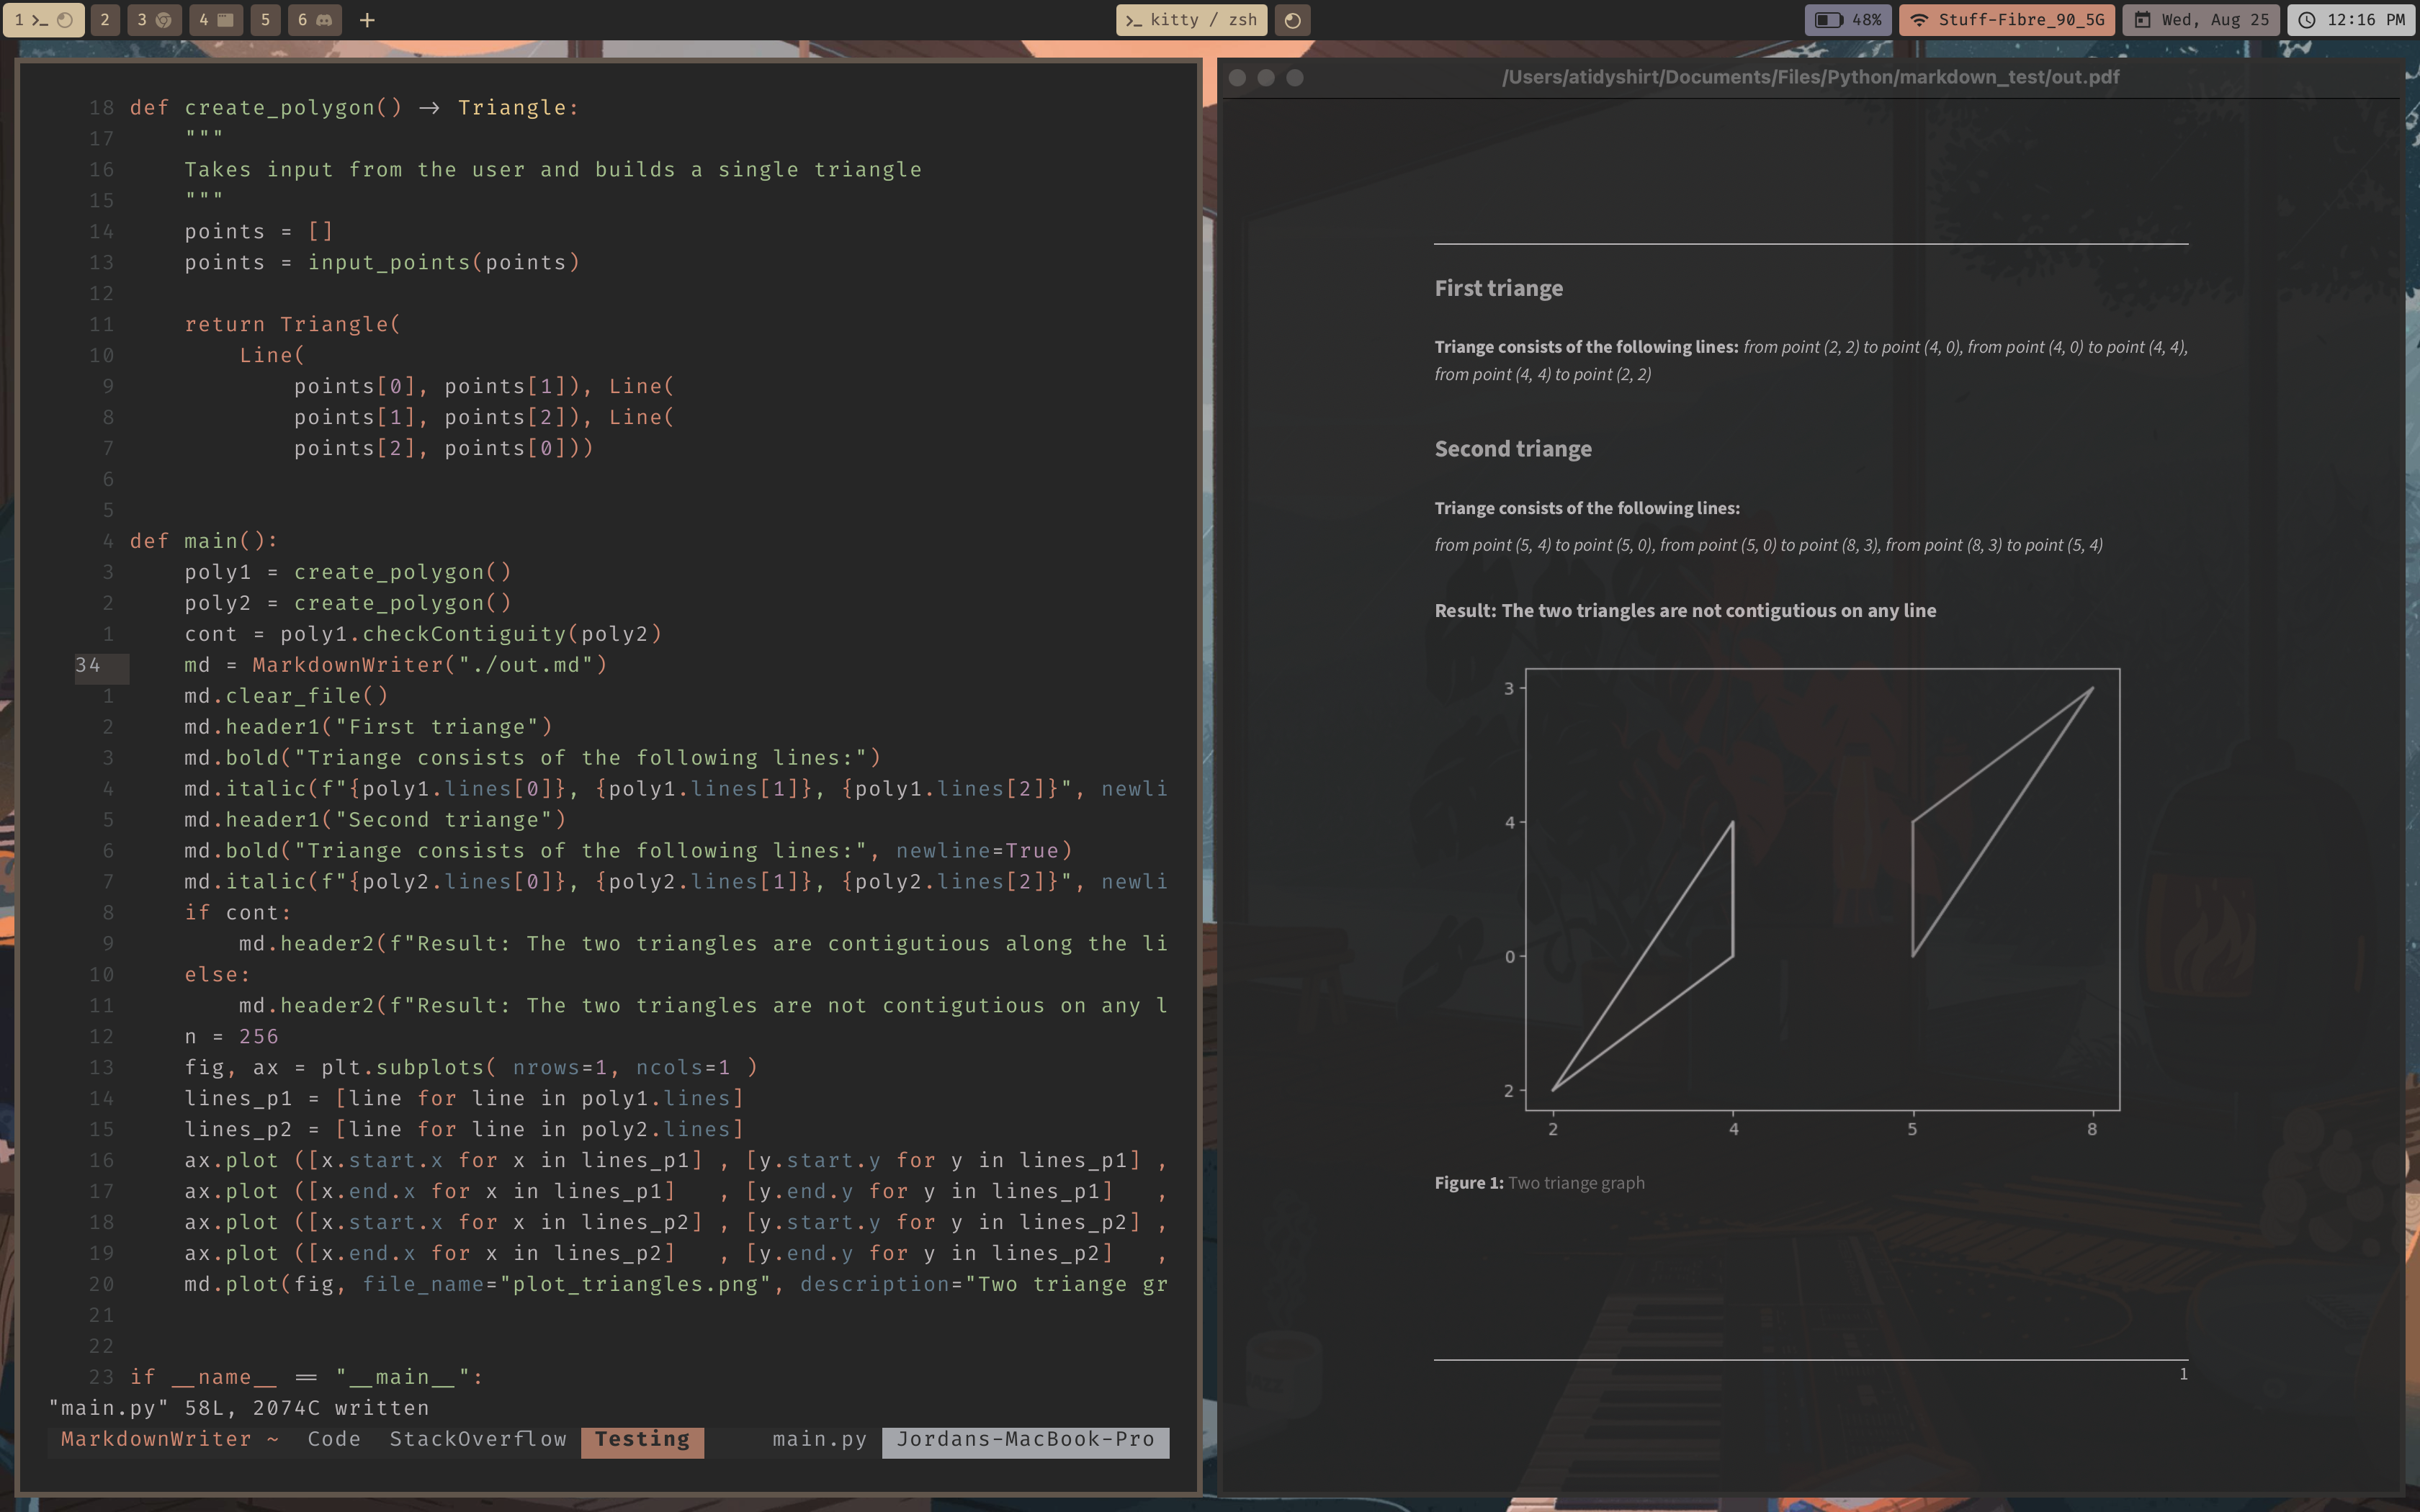 1 >_ 2 3 4 5 6 +
>_ kitty / zsh
48% Stuff-Fibre_90_5G Wed, Aug 25 12:16 PM
18 def create_polygon() → Triangle:
17     """
16     Takes input from the user and builds a single triangle
15     """
14     points = []
13     points = input_points(points)
12
11     return Triangle(
10         Line(
9             points[0], points[1]), Line(
8             points[1], points[2]), Line(
7             points[2], points[0]))
6
5
4 def main():
3     poly1 = create_polygon()
2     poly2 = create_polygon()
1     cont = poly1.checkContiguity(poly2)
34     md = MarkdownWriter("./out.md")
1     md.clear_file()
2     md.header1("First triange")
3     md.bold("Triange consists of the following lines:")
4     md.italic(f"{poly1.lines[0]}, {poly1.lines[1]}, {poly1.lines[2]}", newli
5     md.header1("Second triange")
6     md.bold("Triange consists of the following lines:", newline=True)
7     md.italic(f"{poly2.lines[0]}, {poly2.lines[1]}, {poly2.lines[2]}", newli
8     if cont:
9         md.header2(f"Result: The two triangles are contigutious along the li
10     else:
11         md.header2(f"Result: The two triangles are not contigutious on any l
12     n = 256
13     fig, ax = plt.subplots( nrows=1, ncols=1 )
14     lines_p1 = [line for line in poly1.lines]
15     lines_p2 = [line for line in poly2.lines]
16     ax.plot ([x.start.x for x in lines_p1] , [y.start.y for y in lines_p1] ,
17     ax.plot ([x.end.x for x in lines_p1]   , [y.end.y for y in lines_p1]   ,
18     ax.plot ([x.start.x for x in lines_p2] , [y.start.y for y in lines_p2] ,
19     ax.plot ([x.end.x for x in lines_p2]   , [y.end.y for y in lines_p2]   ,
20     md.plot(fig, file_name="plot_triangles.png", description="Two triange gr
21
22
23 if __name__ == "__main__":
"main.py" 58L, 2074C written
MarkdownWriter ~ Code StackOverflow Testing main.py Jordans-MacBook-Pro
/Users/atidyshirt/Documents/Files/Python/markdown_test/out.pdf
First triange
Triange consists of the following lines: from point (2, 2) to point (4, 0), from point (4, 0) to point (4, 4),
from point (4, 4) to point (2, 2)
Second triange
Triange consists of the following lines:
from point (5, 4) to point (5, 0), from point (5, 0) to point (8, 3), from point (8, 3) to point (5, 4)
Result: The two triangles are not contigutious on any line
3
4
0
2
2 4 5 8
Figure 1: Two triange graph
1